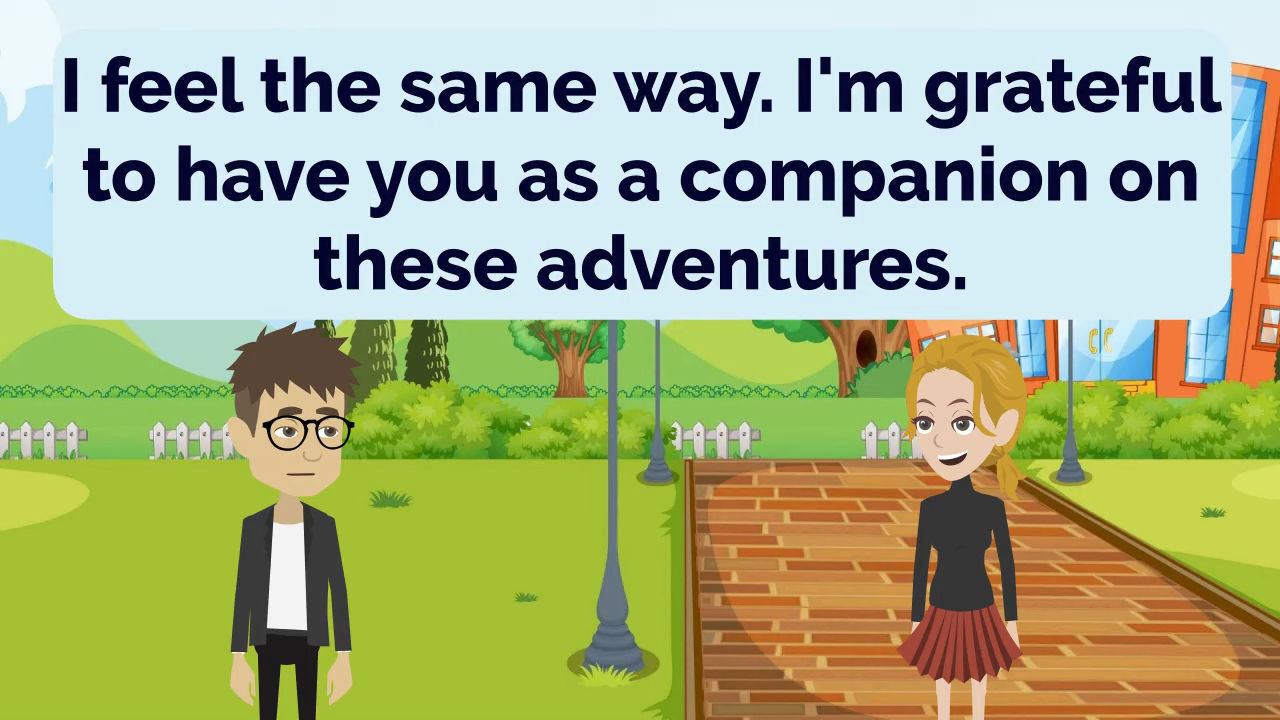 I feel the same way. I'm grateful
to have you as a companion on
these adventures.